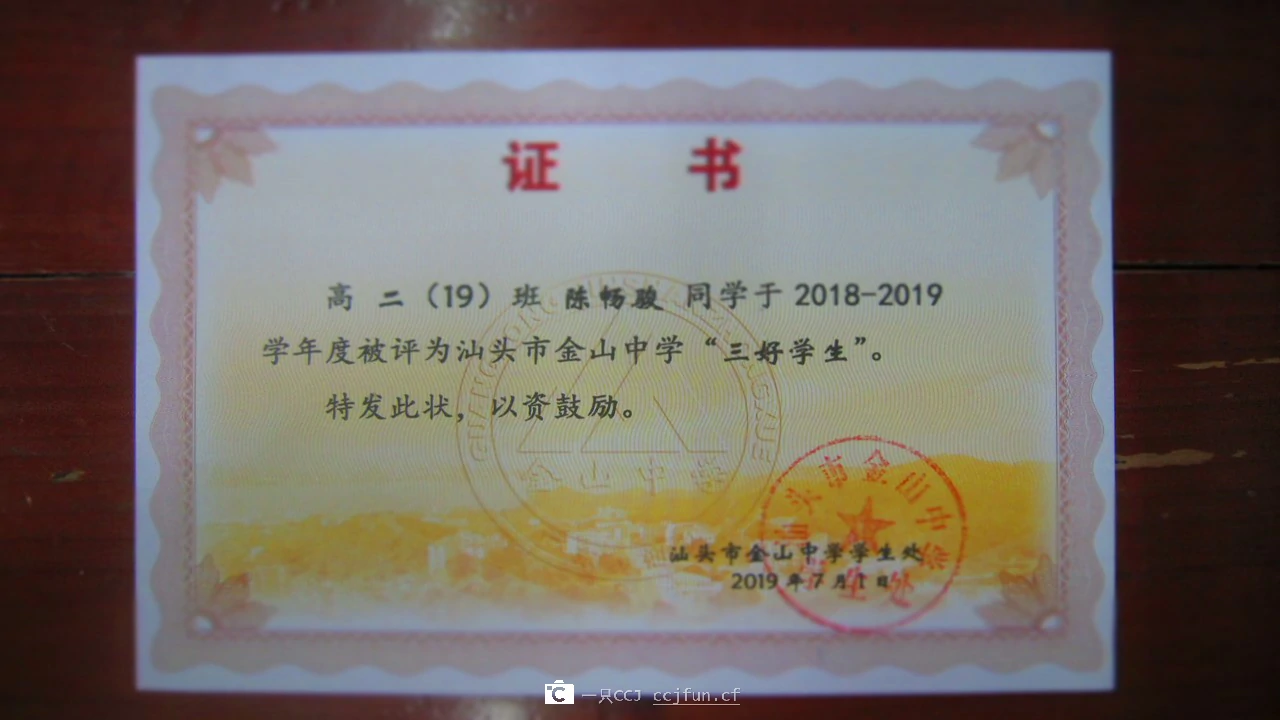 证 书
高 二（19）班 陈畅骏 同学于 2018-2019
学年度被评为汕头市金山中学“三好学生”。
特发此状，以资鼓励。
金山中学
汕头市金山中学学生处
汕头市金山中学学生处
2019 年 7 月 1 日
一只CCJ ccjfun.cf